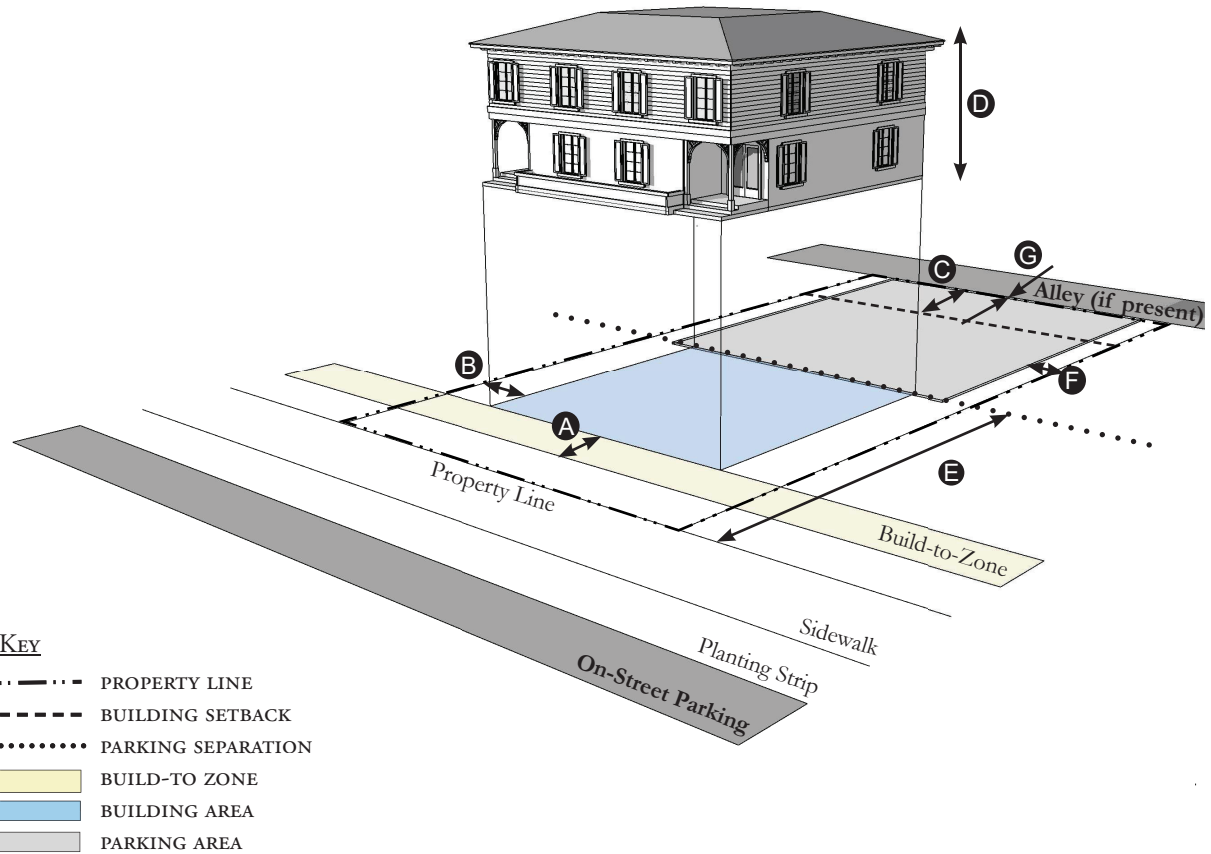 D
G
C
Alley (if present)
B
F
A
E
Property Line
Build-to-Zone
Sidewalk
Planting Strip
On-Street Parking
KEY
PROPERTY LINE
BUILDING SETBACK
PARKING SEPARATION
BUILD-TO ZONE
BUILDING AREA
PARKING AREA